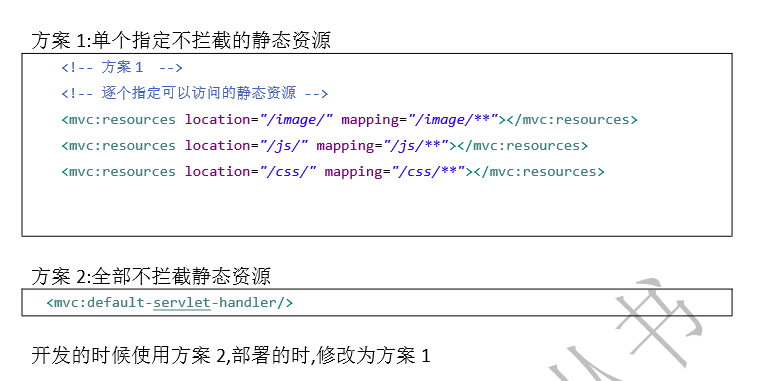 方案 1:单个指定不拦截的静态资源
<!-- 方案 1  -->
<!-- 逐个指定可以访问的静态资源 -->
<mvc:resources location="/image/" mapping="/image/**"></mvc:resources>
<mvc:resources location="/js/" mapping="/js/**"></mvc:resources>
<mvc:resources location="/css/" mapping="/css/**"></mvc:resources>
方案 2:全部不拦截静态资源
<mvc:default-servlet-handler/>
开发的时候使用方案 2,部署的时,修改为方案 1
丛书